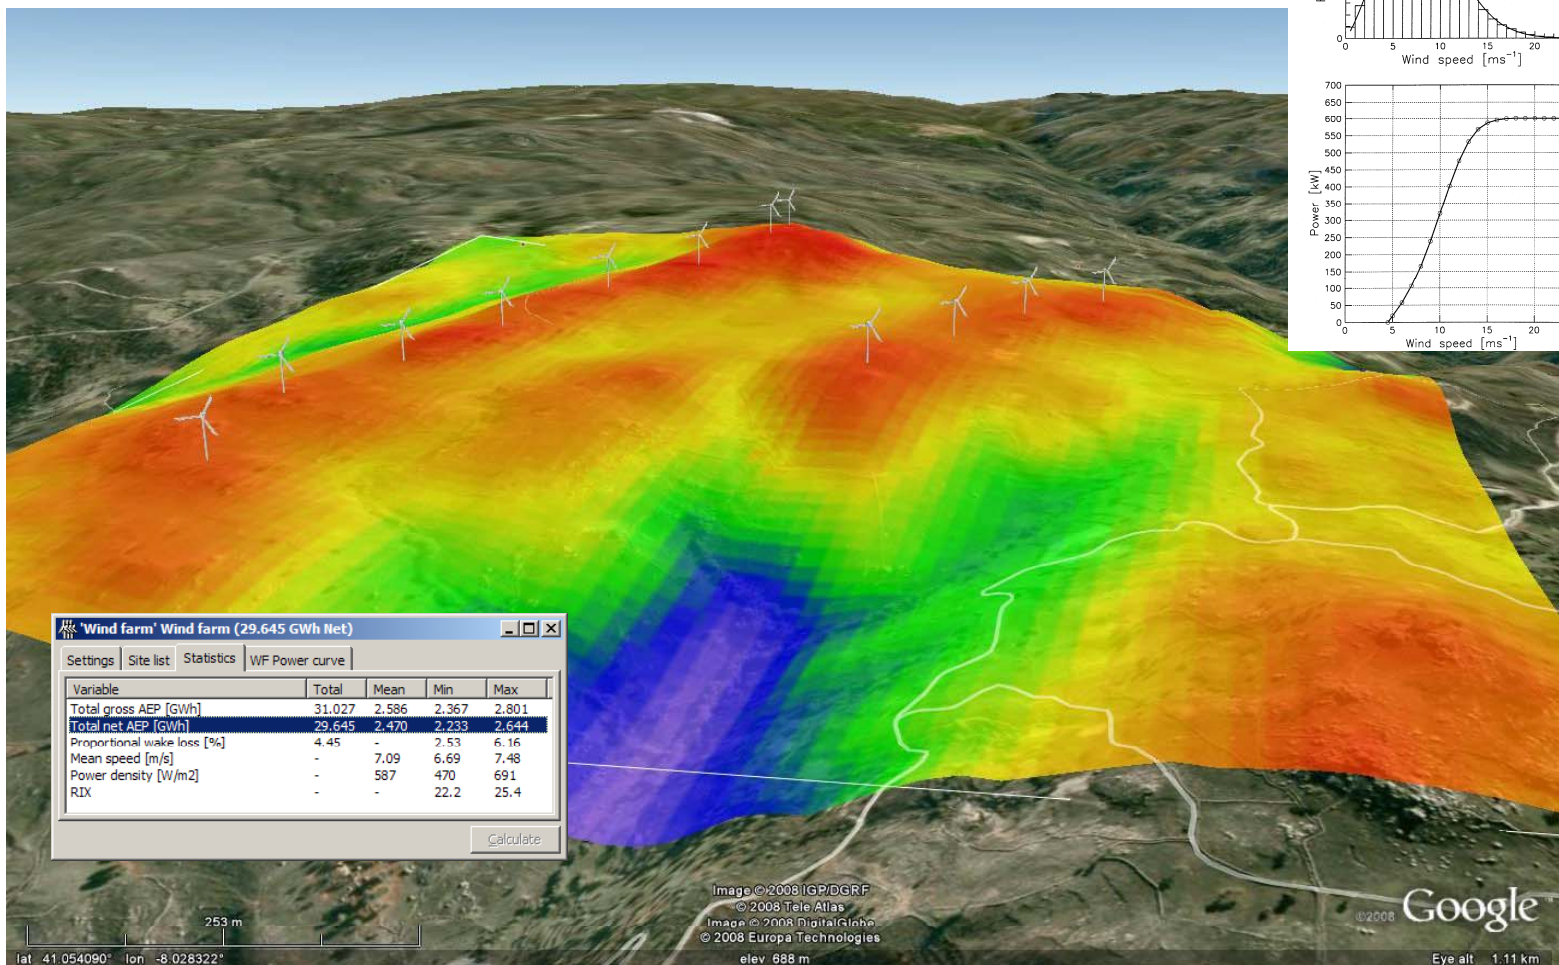 0
0 5 10 15 20
Wind speed [ms⁻¹]
700
650
600
550
500
450
400
350
300
250
200
150
100
50
0
Power [kW]
0 5 10 15 20
Wind speed [ms⁻¹]
'Wind farm' Wind farm (29.645 GWh Net)
Settings Site list Statistics WF Power curve
Variable Total Mean Min Max
Total gross AEP [GWh] 31.027 2.586 2.367 2.801
Total net AEP [GWh] 29.645 2.470 2.233 2.644
Proportional wake loss [%] 4.45 - 2.53 6.16
Mean speed [m/s] - 7.09 6.69 7.48
Power density [W/m2] - 587 470 691
RIX - - 22.2 25.4
Calculate
Image © 2008 IGP/DGRF
© 2008 Tele Atlas
Image © 2008 DigitalGlobe
© 2008 Europa Technologies
©2008 Google
253 m
lat 41.054090° lon -8.028322° elev 688 m Eye alt 1.11 km